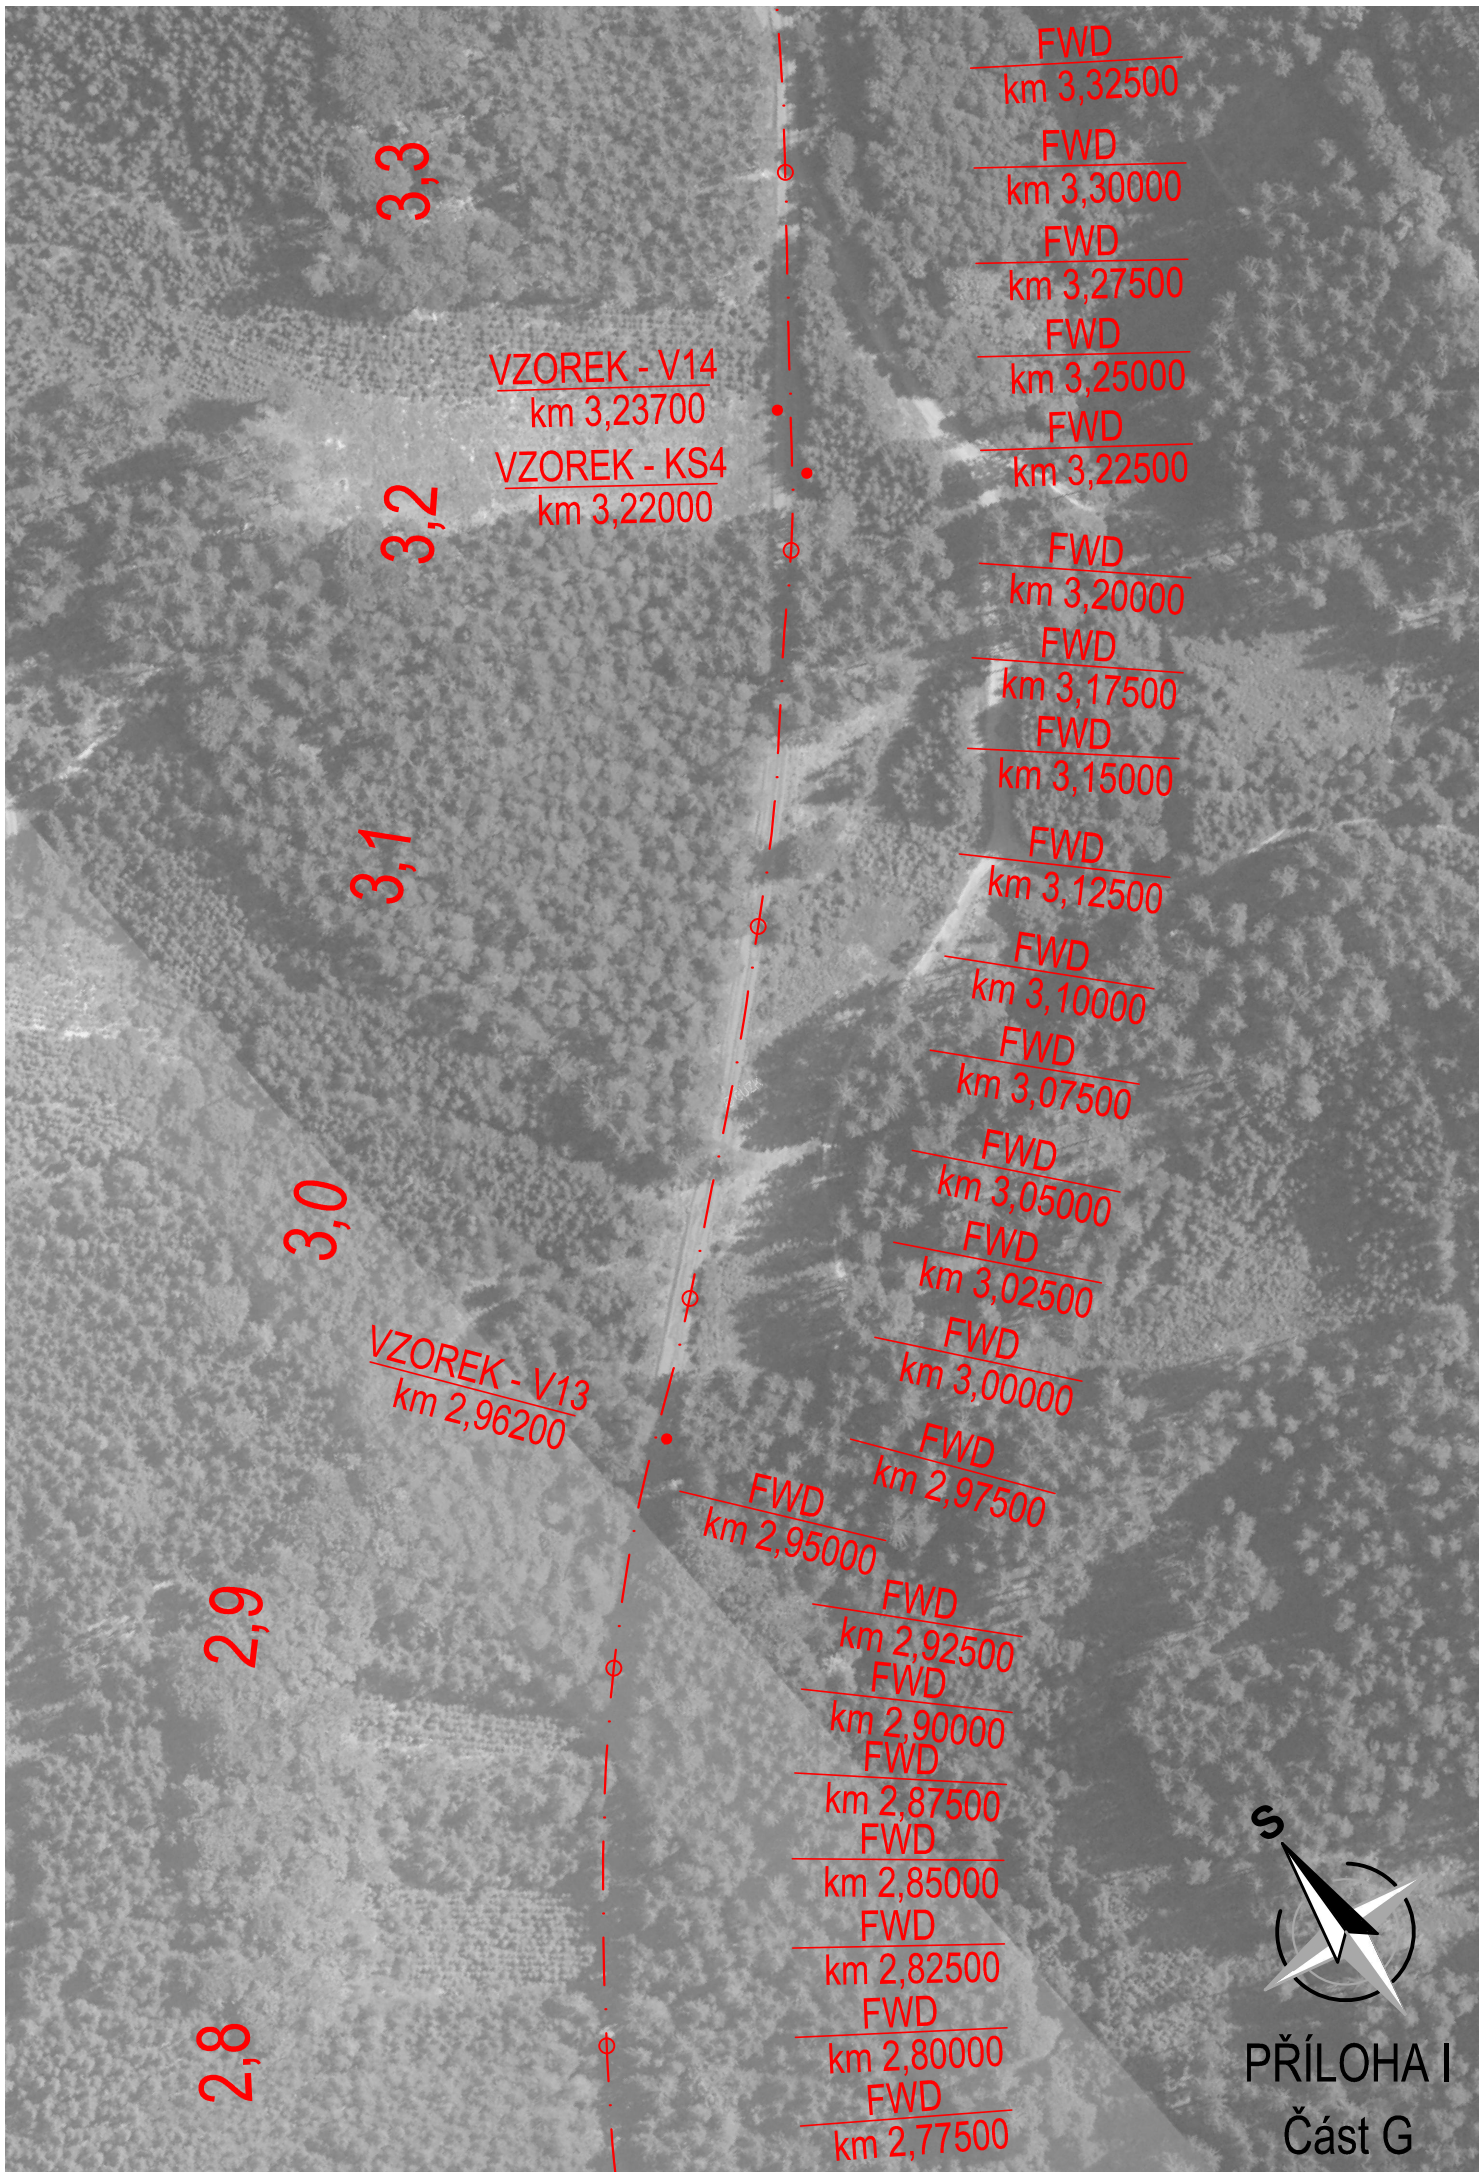 FWD
km 3,32500
FWD
km 3,30000
3,3
FWD
km 3,27500
FWD
km 3,25000
VZOREK - V14
km 3,23700
FWD
km 3,22500
VZOREK - KS4
km 3,22000
3,2
FWD
km 3,20000
FWD
km 3,17500
FWD
km 3,15000
3,1
FWD
km 3,12500
FWD
km 3,10000
FWD
km 3,07500
FWD
km 3,05000
3,0
FWD
km 3,02500
FWD
km 3,00000
VZOREK - V13
km 2,96200
FWD
km 2,97500
FWD
km 2,95000
2,9
FWD
km 2,92500
FWD
km 2,90000
FWD
km 2,87500
FWD
km 2,85000
FWD
km 2,82500
2,8
FWD
km 2,80000
FWD
km 2,77500
S
PŘÍLOHA I
Část G